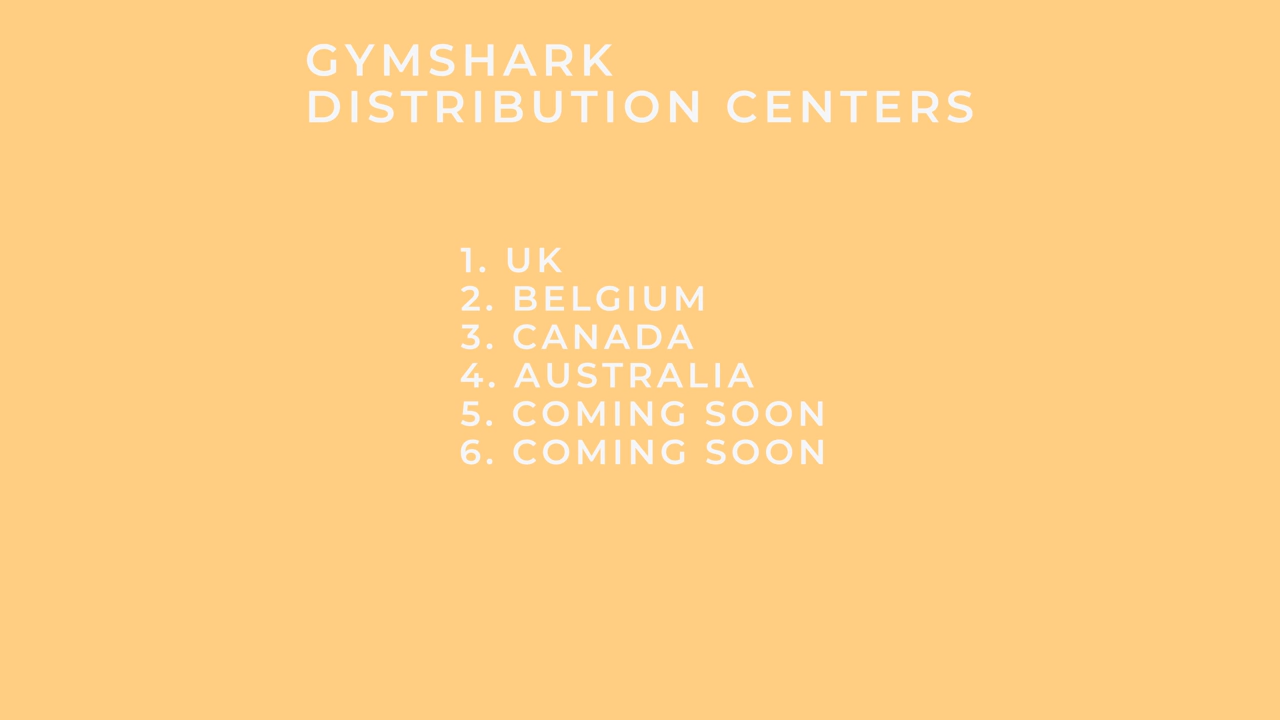 GYMSHARK
DISTRIBUTION CENTERS
1. UK
2. BELGIUM
3. CANADA
4. AUSTRALIA
5. COMING SOON
6. COMING SOON